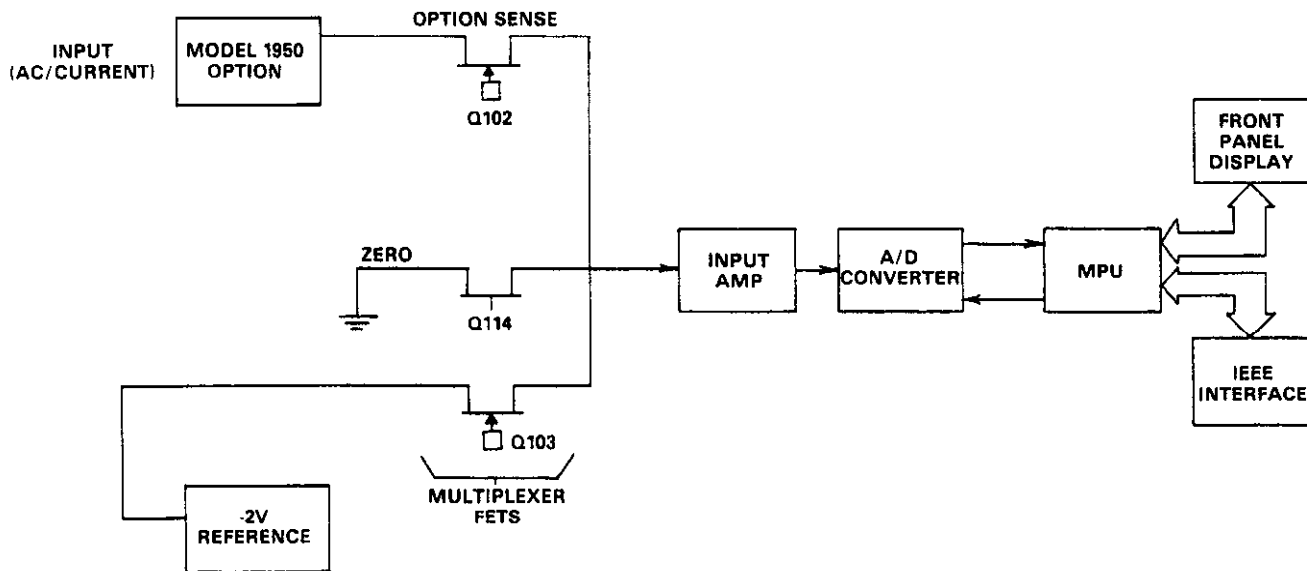 OPTION SENSE
INPUT
(AC/CURRENT)
MODEL 1950
OPTION
Q102
FRONT
PANEL
DISPLAY
ZERO
Q114
INPUT
AMP
A/D
CONVERTER
MPU
Q103
MULTIPLEXER
FETS
IEEE
INTERFACE
-2V
REFERENCE